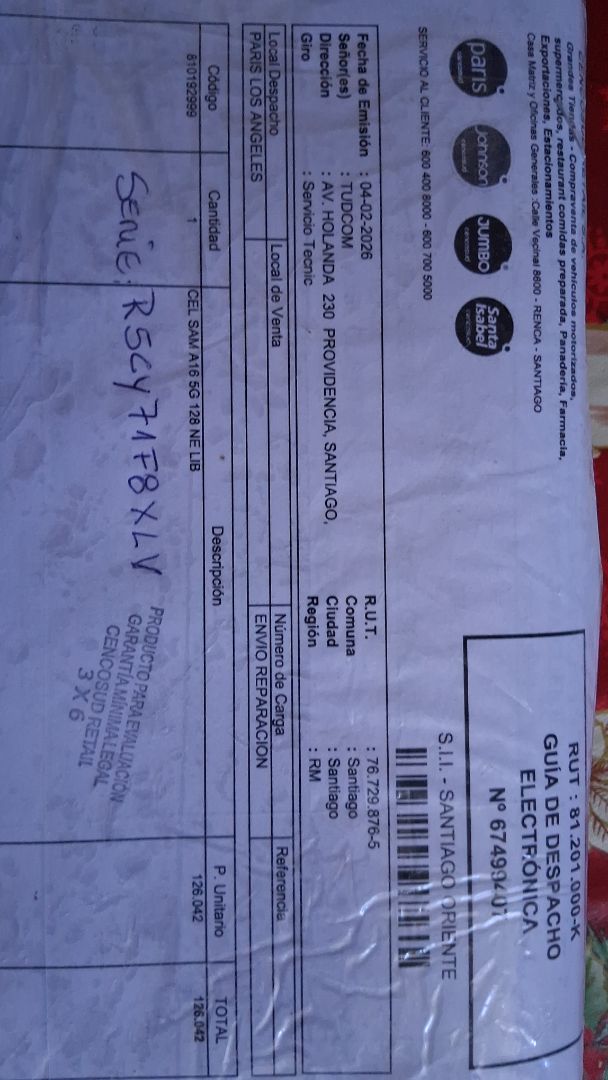 Grandes Tiendas - Compraventa de vehículos motorizados,
supermercados, restaurant comidas preparada, Panadería, Farmacia,
Exportaciones, Estacionamientos
Casa Matriz y Oficinas Generales :Calle Vecinal 8600 - RENCA - SANTIAGO
paris
cencosud
Johnson
cencosud
JUMBO
cencosud
Santa
Isabel
cencosud
SERVICIO AL CLIENTE: 600 400 8000 - 600 700 5000
RUT : 81.201.000-K
GUÍA DE DESPACHO
ELECTRÓNICA
Nº 67499407
S.I.I. - SANTIAGO ORIENTE
Fecha de Emisión : 04-02-2026
Señor(es) : TUDCOM R.U.T. : 76.729.876-5
Dirección : AV. HOLANDA 230 PROVIDENCIA, SANTIAGO, Comuna : Santiago
Giro : Servicio Tecnic Ciudad : Santiago
Región : RM
Local Despacho Local de Venta Número de Carga Referencia
PARIS LOS ANGELES ENVIO REPARACION
Código Cantidad Descripción P. Unitario TOTAL
810192999 1 CEL SAM A16 5G 128 NE LIB 126.042 126.042
Serie: R5CY71F8XLV
PRODUCTO PARA EVALUACIÓN
GARANTÍA MÍNIMA LEGAL
CENCOSUD RETAIL
3 X 6